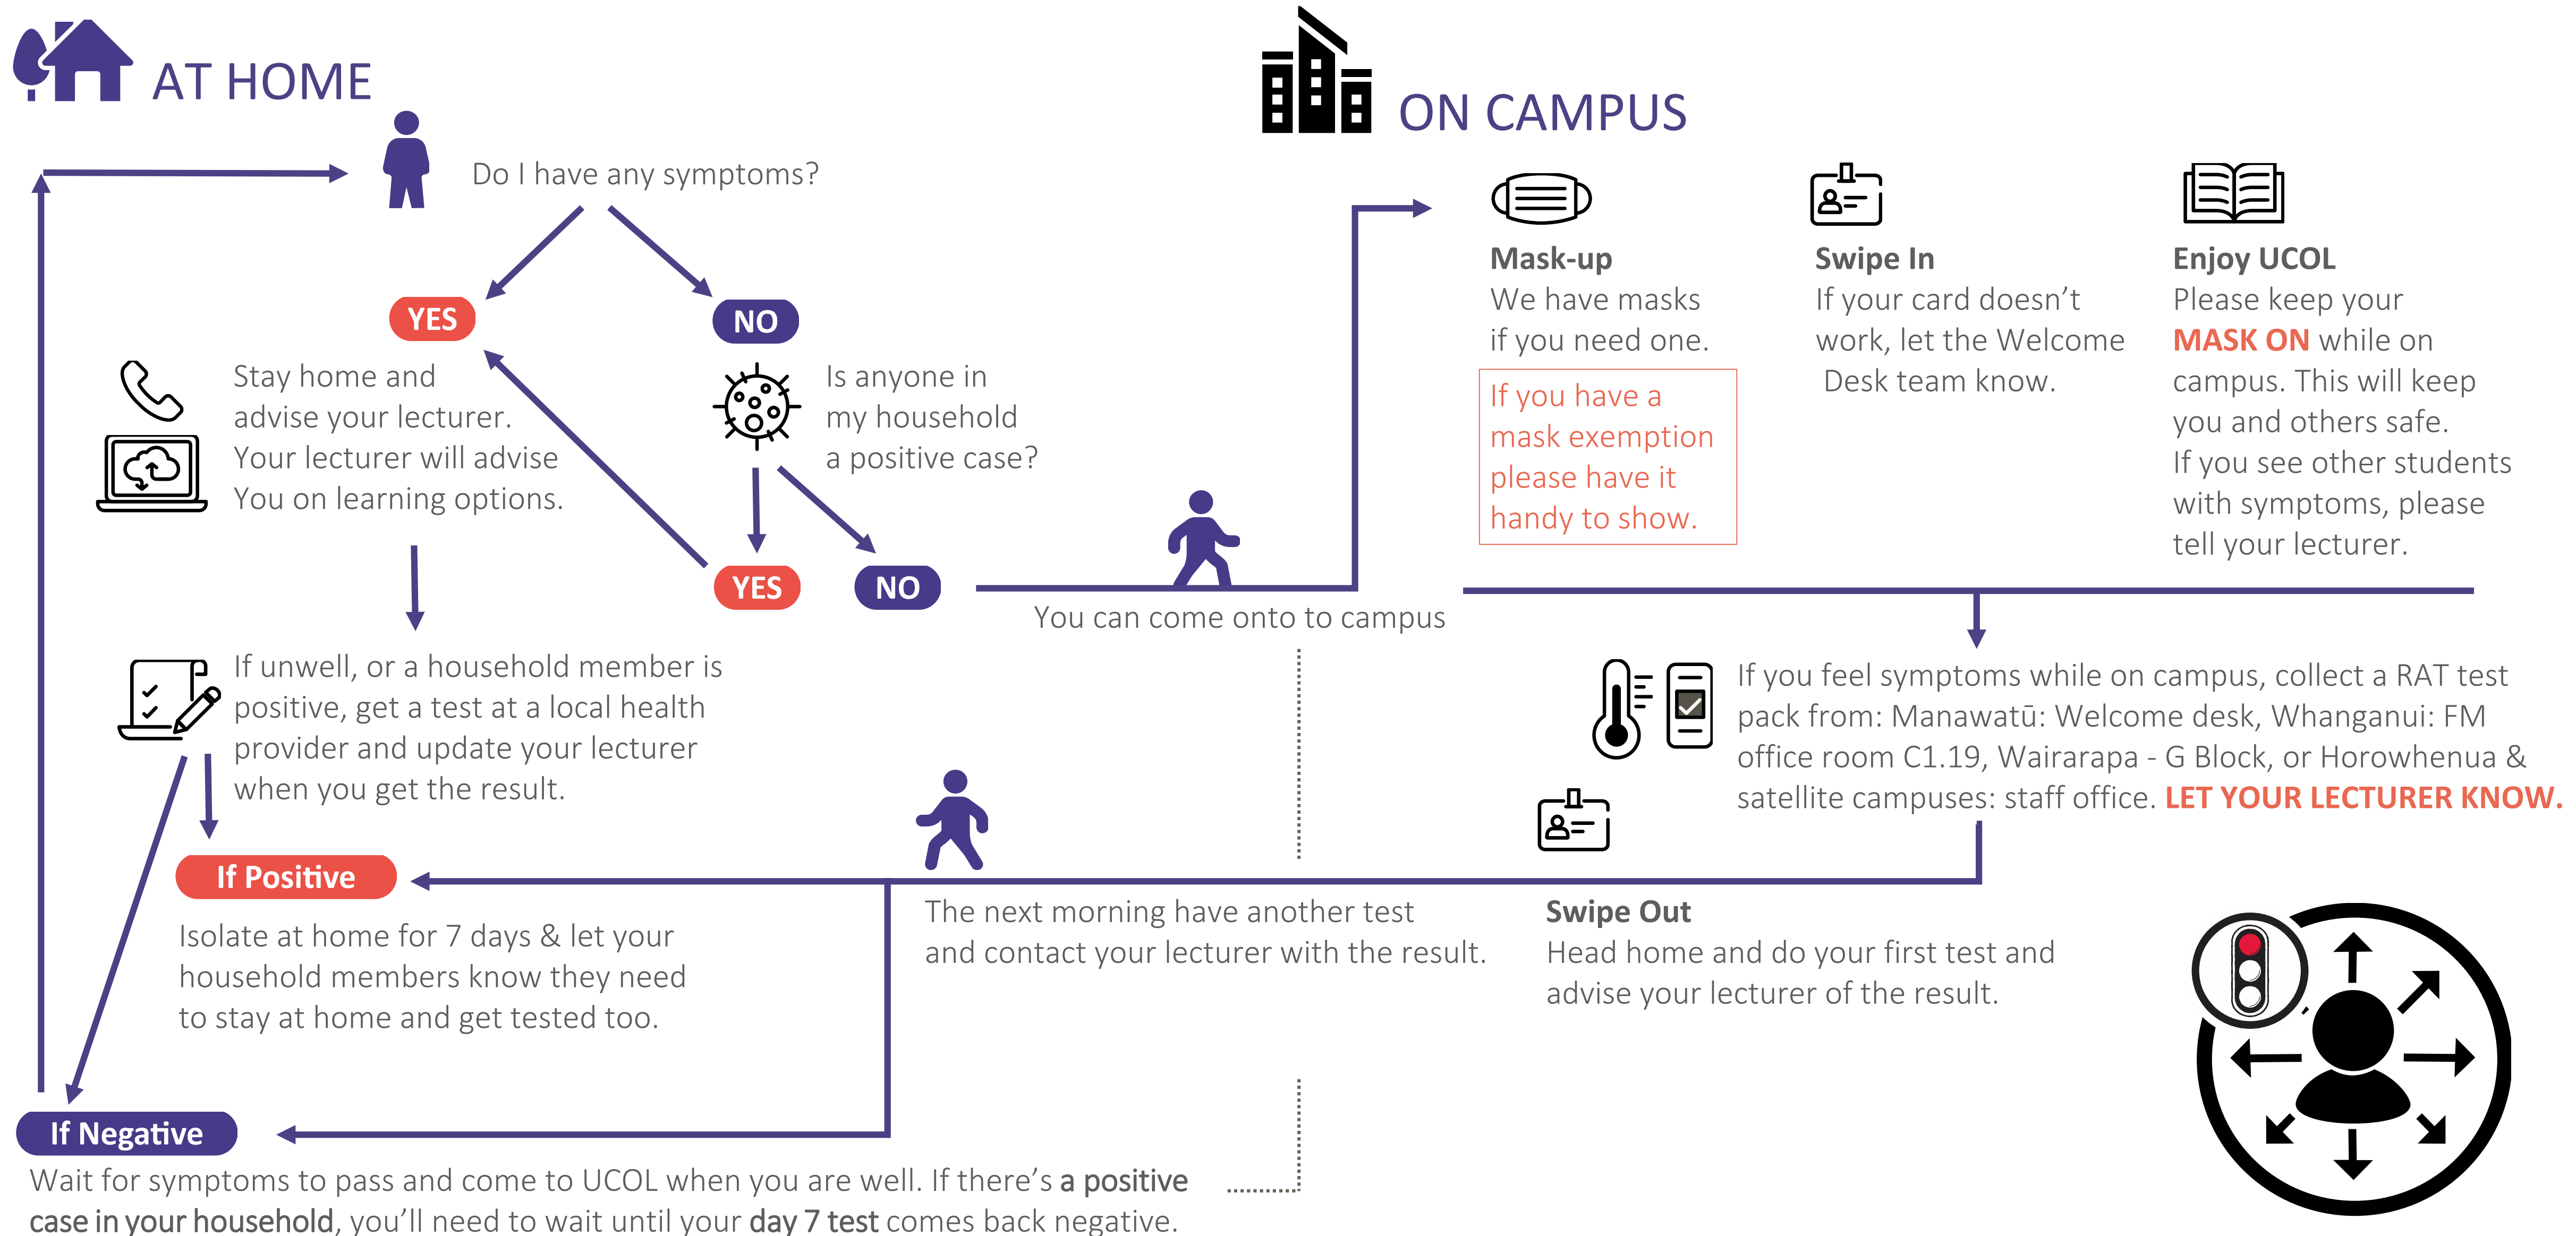 AT HOME
Do I have any symptoms?
YES
NO
Stay home and
advise your lecturer.
Your lecturer will advise
You on learning options.
Is anyone in
my household
a positive case?
YES
NO
You can come onto to campus
If unwell, or a household member is
positive, get a test at a local health
provider and update your lecturer
when you get the result.
ON CAMPUS
Mask-up
We have masks
if you need one.
If you have a
mask exemption
please have it
handy to show.
Swipe In
If your card doesn't
work, let the Welcome
Desk team know.
Enjoy UCOL
Please keep your
MASK ON while on
campus. This will keep
you and others safe.
If you see other students
with symptoms, please
tell your lecturer.
If you feel symptoms while on campus, collect a RAT test
pack from: Manawatū: Welcome desk, Whanganui: FM
office room C1.19, Wairarapa - G Block, or Horowhenua &
satellite campuses: staff office. LET YOUR LECTURER KNOW.
Swipe Out
Head home and do your first test and
advise your lecturer of the result.
The next morning have another test
and contact your lecturer with the result.
If Positive
Isolate at home for 7 days & let your
household members know they need
to stay at home and get tested too.
If Negative
Wait for symptoms to pass and come to UCOL when you are well. If there's a positive
case in your household, you'll need to wait until your day 7 test comes back negative.